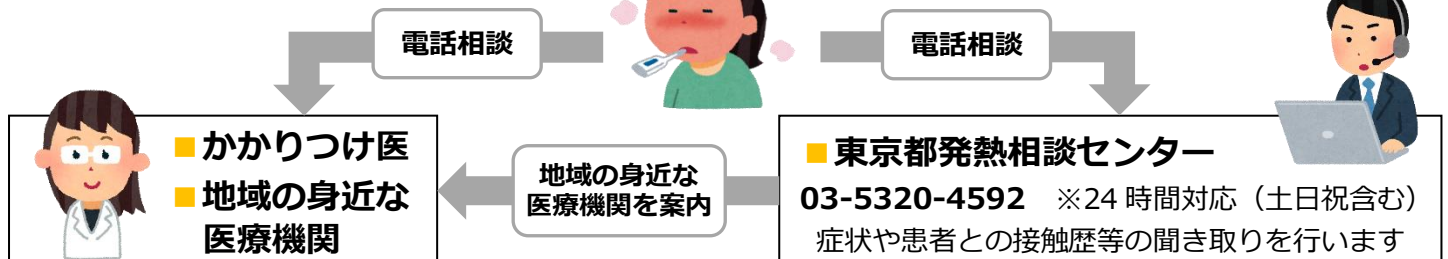 電話相談
電話相談
■かかりつけ医
■地域の身近な
医療機関
地域の身近な
医療機関を案内
■東京都発熱相談センター
03-5320-4592 ※24 時間対応（土日祝含む）
症状や患者との接触歴等の聞き取りを行います